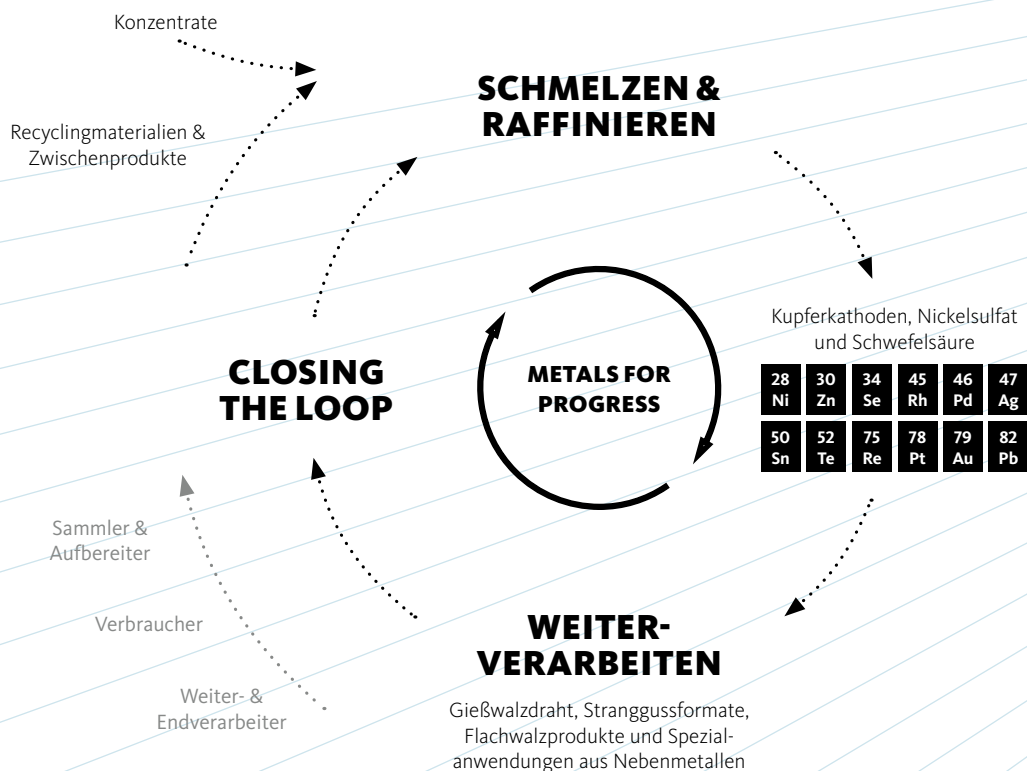 Konzentrate
SCHMELZEN &
RAFFINIEREN
Recyclingmaterialien &
Zwischenprodukte
Kupferkathoden, Nickelsulfat
und Schwefelsäure
CLOSING
THE LOOP
METALS FOR
PROGRESS
28 30 34 45 46 47
Ni Zn Se Rh Pd Ag
50 52 75 78 79 82
Sn Te Re Pt Au Pb
Sammler &
Aufbereiter
Verbraucher
Weiter- &
Endverarbeiter
WEITER-
VERARBEITEN
Gießwalzdraht, Stranggussformate,
Flachwalzprodukte und Spezial-
anwendungen aus Nebenmetallen